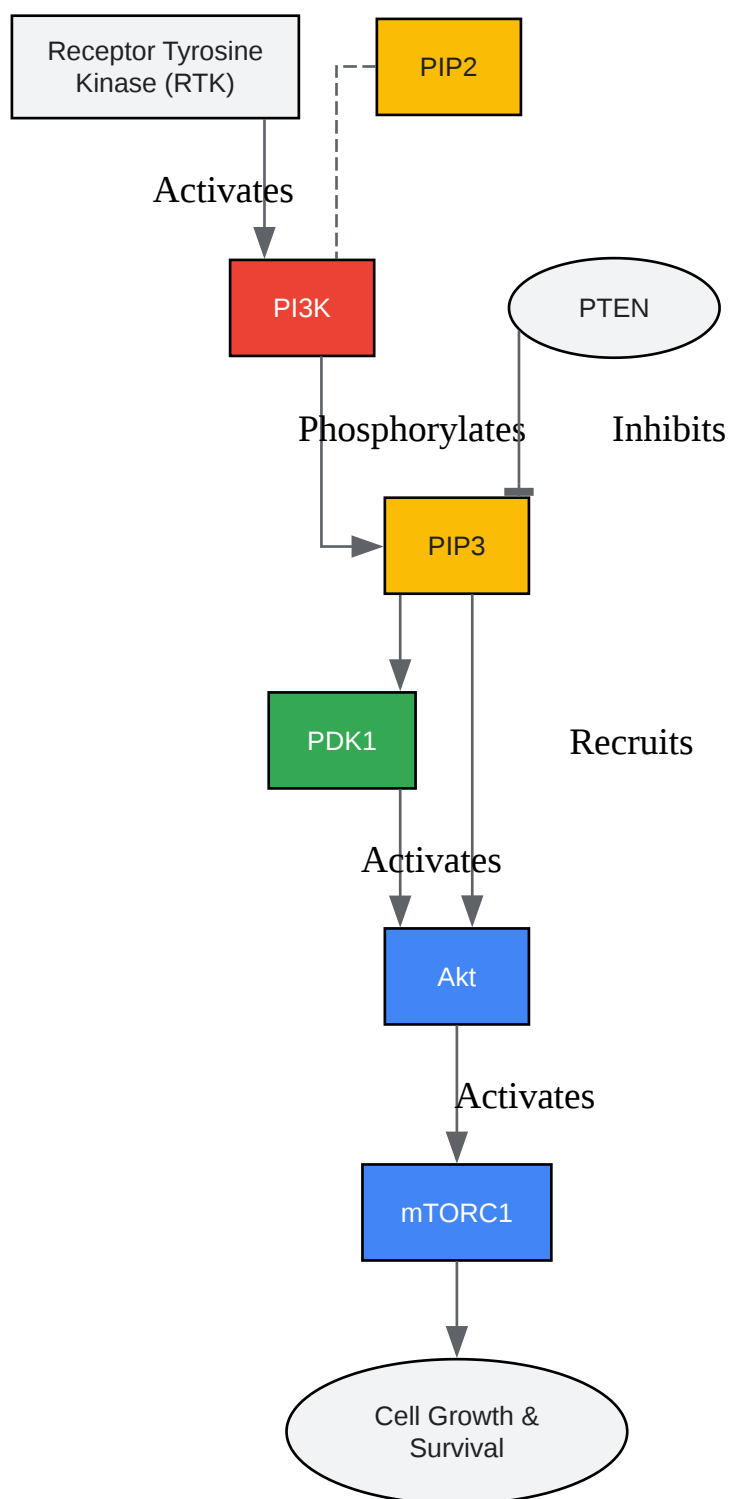 Receptor Tyrosine
Kinase (RTK)
PIP2
Activates
PI3K
PTEN
Phosphorylates
Inhibits
PIP3
PDK1
Recruits
Activates
Akt
Activates
mTORC1
Cell Growth &
Survival